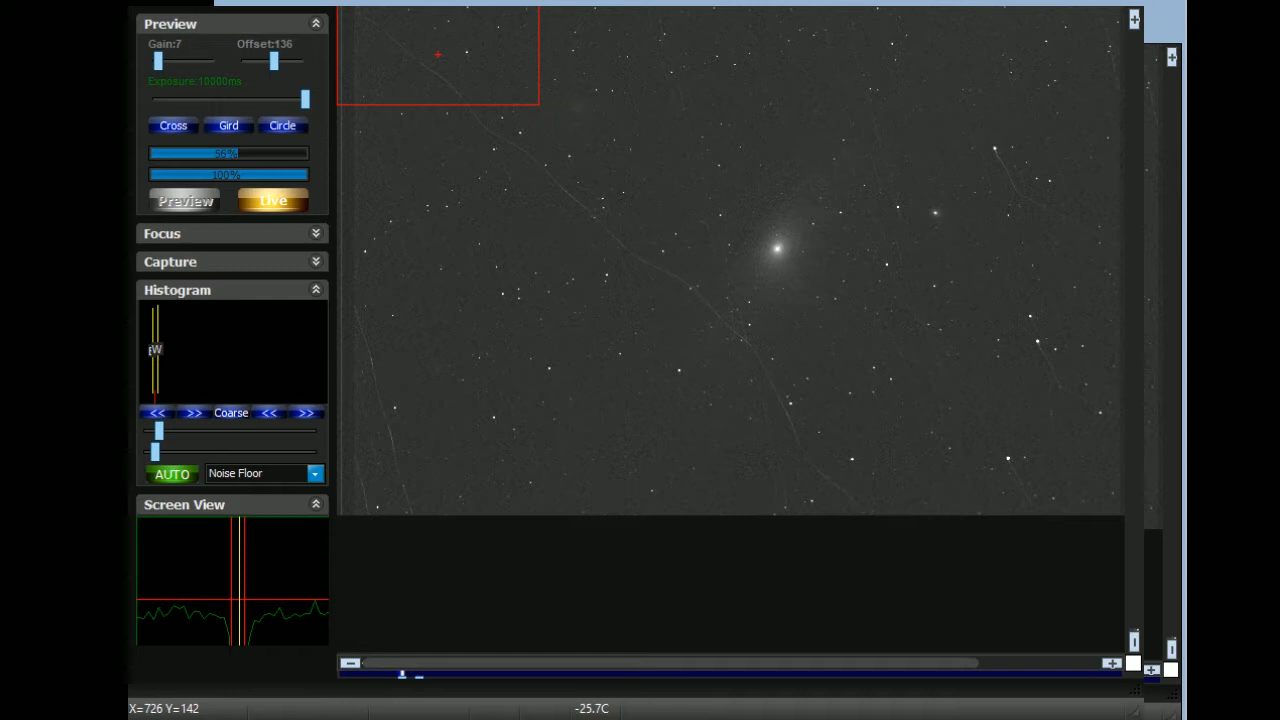 Preview
Gain:7 Offset:136
Exposure:10000ms
Cross Gird Circle
56%
100%
Preview Live
Focus
Capture
Histogram
<< >> Coarse << >>
AUTO Noise Floor
Screen View
X=726 Y=142 -25.7C